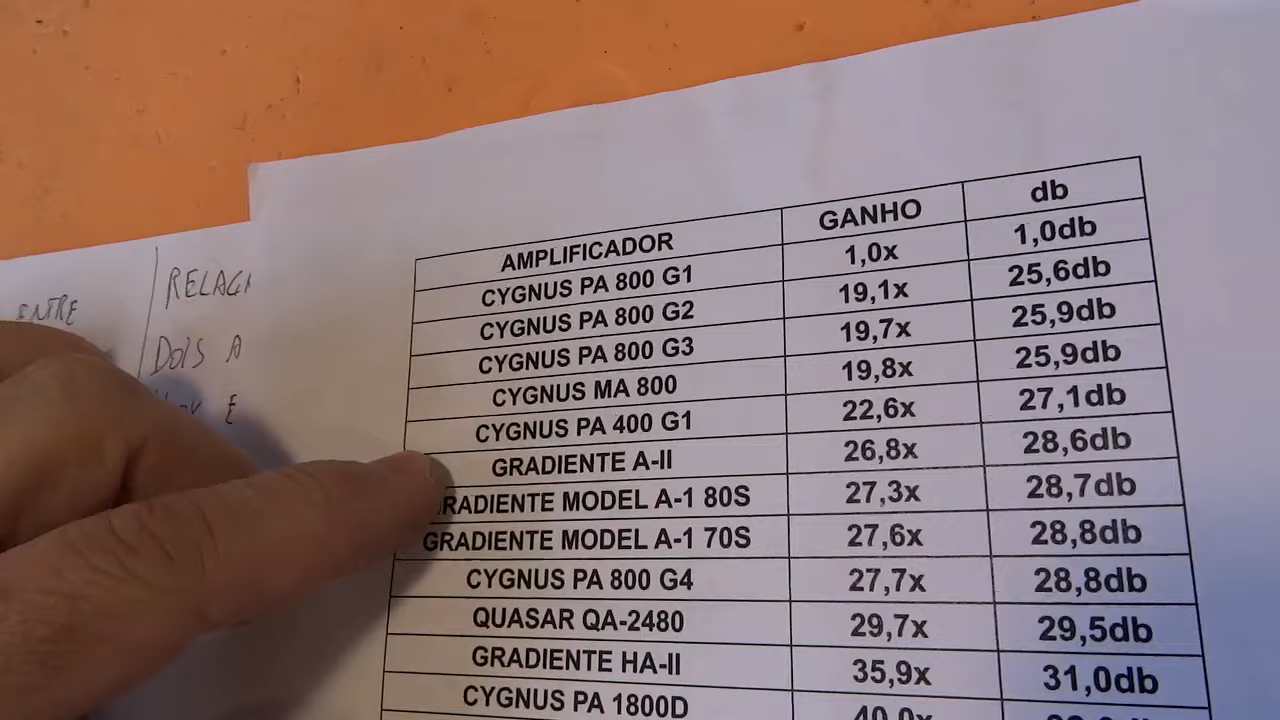 ENTRE RELAÇ
DOIS A
E
AMPLIFICADOR GANHO db
CYGNUS PA 800 G1 1,0x 1,0db
CYGNUS PA 800 G2 19,1x 25,6db
CYGNUS PA 800 G3 19,7x 25,9db
CYGNUS MA 800 19,8x 25,9db
CYGNUS PA 400 G1 22,6x 27,1db
GRADIENTE A-II 26,8x 28,6db
RADIENTE MODEL A-1 80S 27,3x 28,7db
GRADIENTE MODEL A-1 70S 27,6x 28,8db
CYGNUS PA 800 G4 27,7x 28,8db
QUASAR QA-2480 29,7x 29,5db
GRADIENTE HA-II 35,9x 31,0db
CYGNUS PA 1800D 40,0x